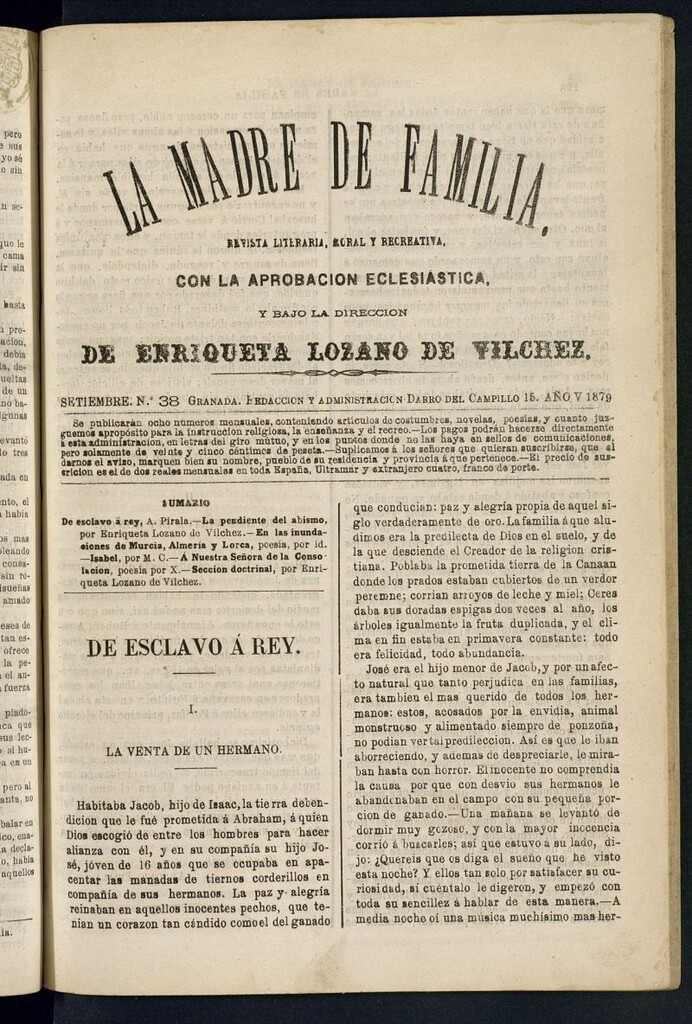 LA MADRE DE FAMILIA,
REVISTA LITERARIA, MORAL Y RECREATIVA,
CON LA APROBACION ECLESIÁSTICA,
Y BAJO LA DIRECCION
DE ENRIQUETA LOZANO DE VILCHEZ.
SETIEMBRE. N.º 38 GRANADA. REDACCION Y ADMINISTRACION DARRO DEL CAMPILLO 15. AÑO V 1879
Se publicarán ocho números mensuales, conteniendo artículos de costumbres, novelas, poesías, y cuanto juz-
guemos apropósito para la instruccion religiosa, la enseñanza y el recreo.—Los pagos podrán hacerse directamente
á esta administracion, en letras del giro mútuo, y en los puntos donde no las haya en sellos de comunicaciones,
pero solamente de veinte y cinco céntimos de peseta.—Suplicamos á los señores que quieran suscribirse, que al
darnos el aviso, marquen bien su nombre, pueblo de su residencia y provincia á que pertenece.—El precio de sus-
cricion es el de dos reales mensuales en toda España, Ultramar y extranjero cuatro, franco de porte.
SUMARIO
De esclavo á rey, A. Pirala.—La pendiente del abismo,
por Enriqueta Lozano de Vilchez.—En las inunda-
ciones de Murcia, Almería y Lorca, poesia, por id.
—Isabel, por M. C.—Á Nuestra Señora de la Conso
lacion, poesía por X.—Seccion doctrinal, por Enri-
queta Lozano de Vilchez.
DE ESCLAVO Á REY.
I.
LA VENTA DE UN HERMANO.
Habitaba Jacob, hijo de Isaac, la tierra deben-
dicion que le fué prometida á Abraham, á quien
Dios escogió de entre los hombres para hacer
alianza con él, y en su compañía su hijo Jo-
sé, jóven de 16 años que se ocupaba en apa-
centar las manadas de tiernos corderillos en
compañía de sus hermanos. La paz y alegría
reinaban en aquellos inocentes pechos, que te-
nian un corazon tan cándido como el del ganado
que conducian: paz y alegría propia de aquel si-
glo verdaderamente de oro. La familia á que alu-
dimos era la predilecta de Dios en el suelo, y de
la que desciende el Creador de la religion cris-
tiana. Poblaba la prometida tierra de la Canaan
donde los prados estaban cubiertos de un verdor
peremne; corrian arroyos de leche y miel; Ceres
daba sus doradas espigas dos veces al año, los
árboles igualmente la fruta duplicada, y el cli-
ma en fin estaba en primavera constante: todo
era felicidad, todo abundancia.
José era el hijo menor de Jacob, y por un afec-
to natural que tanto perjudica en las familias,
era tambien el mas querido de todos los her-
manos: estos, acosados por la envidia, animal
monstruoso y alimentado siempre de ponzoña,
no podian ver tal predileccion. Así es que le iban
aborreciendo, y ademas de despreciarle, le mira-
ban hasta con horror. El inocente no comprendia
la causa por que con desvio sus hermanos le
abandonaban en el campo con su pequeña por-
cion de ganado.—Una mañana se levantó de
dormir muy gozoso, y con la mayor inocencia
corrió á buscarles; asi que estuvo á su lado, di-
jo: ¿Quereis que os diga el sueño que he visto
esta noche? Y ellos tan solo por satisfacer su cu-
riosidad, sí cuéntalo le digeron, y empezó con
toda su sencillez á hablar de esta manera.—A
media noche oí una música muchísimo mas her-